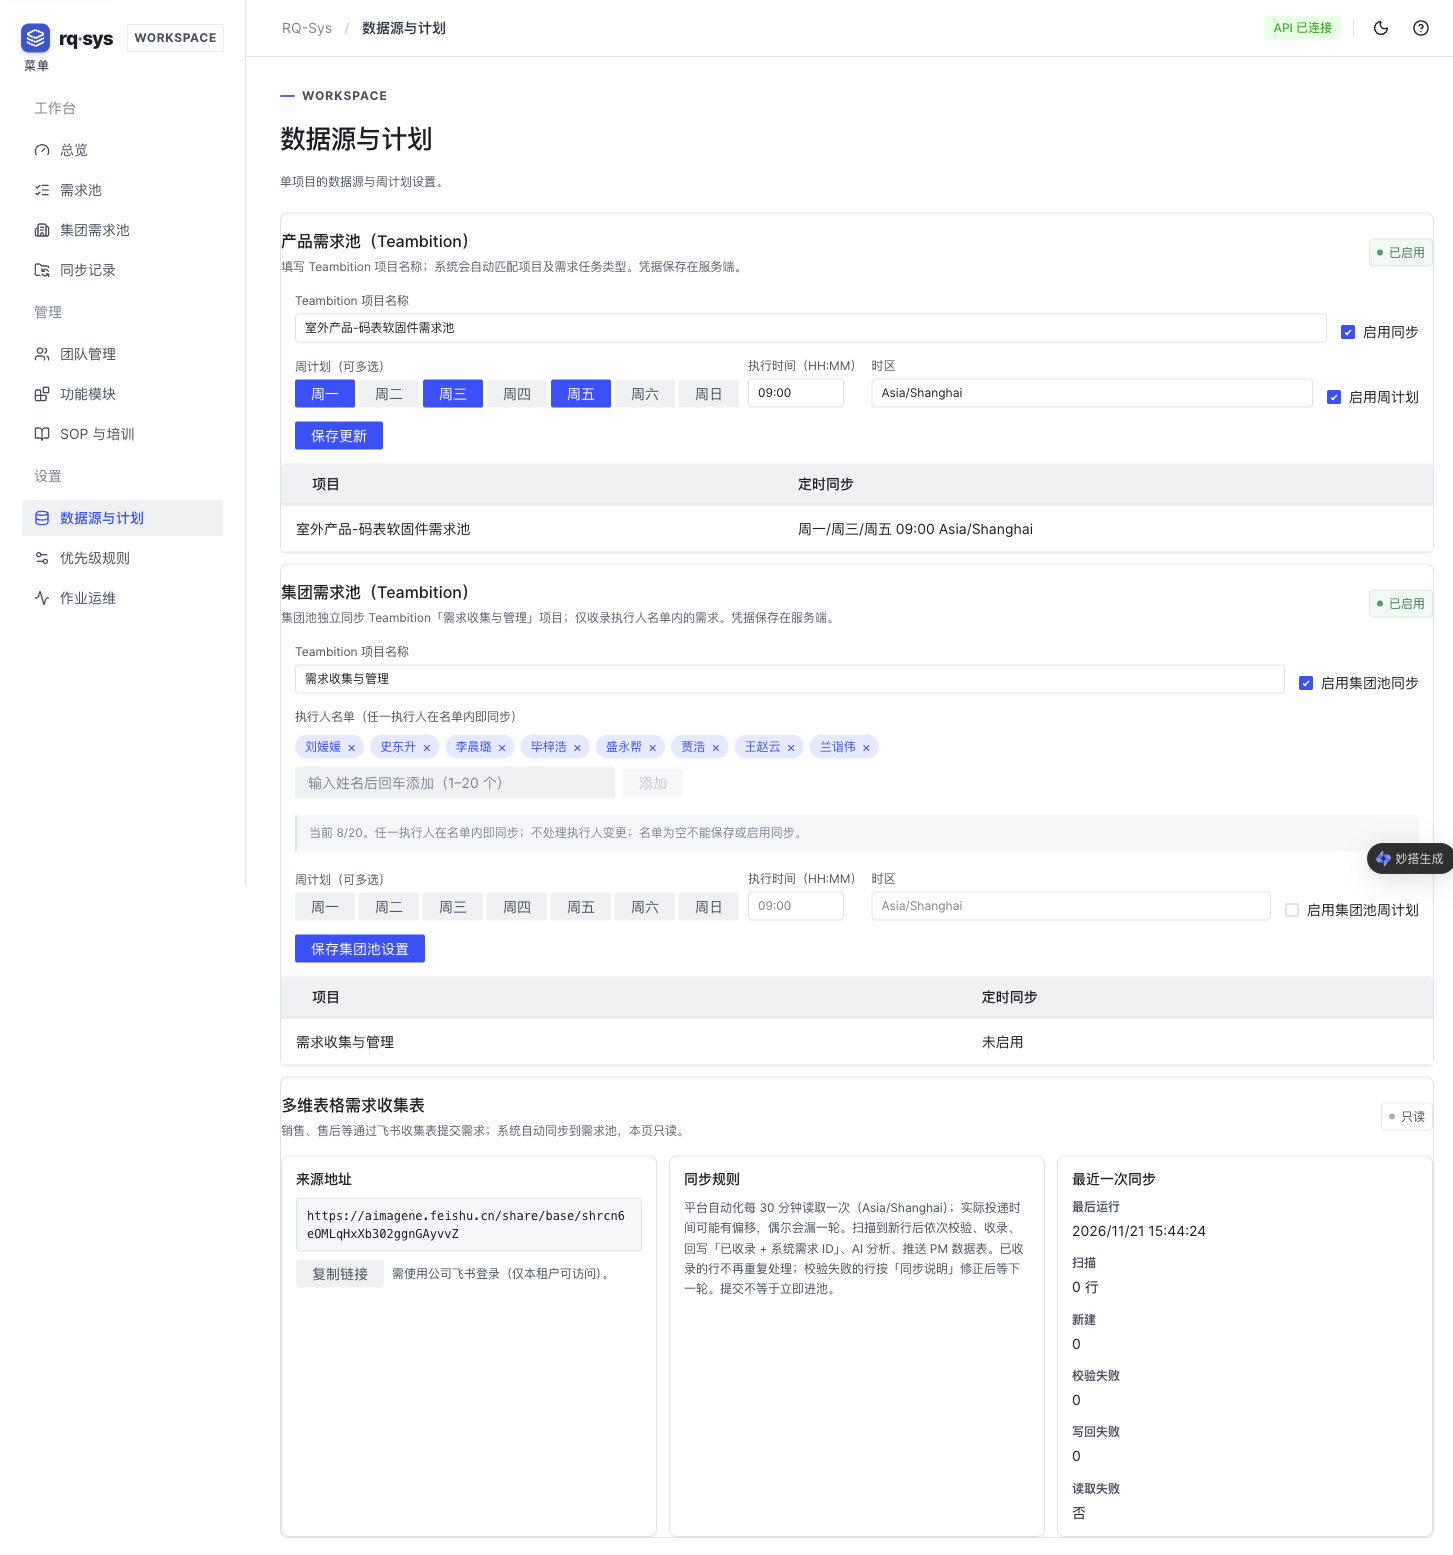 rq·sys WORKSPACE
菜单
工作台
总览
需求池
集团需求池
同步记录
管理
团队管理
功能模块
SOP 与培训
设置
数据源与计划
优先级规则
作业运维
RQ-Sys / 数据源与计划
API 已连接
WORKSPACE
数据源与计划
单项目的数据源与周计划设置。
产品需求池（Teambition）
已启用
填写 Teambition 项目名称；系统会自动匹配项目及需求任务类型。凭据保存在服务端。
Teambition 项目名称
室外产品-码表软固件需求池
启用同步
周计划（可多选） 执行时间（HH:MM） 时区
周一 周二 周三 周四 周五 周六 周日 09:00 Asia/Shanghai 启用周计划
保存更新
项目 定时同步
室外产品-码表软固件需求池 周一/周三/周五 09:00 Asia/Shanghai
集团需求池（Teambition）
已启用
集团池独立同步 Teambition「需求收集与管理」项目；仅收录执行人名单内的需求。凭据保存在服务端。
Teambition 项目名称
需求收集与管理
启用集团池同步
执行人名单（任一执行人在名单内即同步）
刘媛媛 × 史东升 × 李晨璐 × 毕梓浩 × 盛永帮 × 贾浩 × 王赵云 × 兰诣伟 ×
输入姓名后回车添加（1–20 个） 添加
当前 8/20。任一执行人在名单内即同步；不处理执行人变更；名单为空不能保存或启用同步。
妙搭生成
周计划（可多选） 执行时间（HH:MM） 时区
周一 周二 周三 周四 周五 周六 周日 09:00 Asia/Shanghai 启用集团池周计划
保存集团池设置
项目 定时同步
需求收集与管理 未启用
多维表格需求收集表
只读
销售、售后等通过飞书收集表提交需求；系统自动同步到需求池，本页只读。
来源地址
https://aimagene.feishu.cn/share/base/shrcn6
eOMLqHxXb302ggnGAyvvZ
复制链接 需使用公司飞书登录（仅本租户可访问）。
同步规则
平台自动化每 30 分钟读取一次（Asia/Shanghai）；实际投递时
间可能有偏移，偶尔会漏一轮。扫描到新行后依次校验、收录、
回写「已收录 + 系统需求 ID」、AI 分析、推送 PM 数据表。已收
录的行不再重复处理；校验失败的行按「同步说明」修正后等下
一轮。提交不等于立即进池。
最近一次同步
最后运行
2026/11/21 15:44:24
扫描
0 行
新建
0
校验失败
0
写回失败
0
读取失败
否